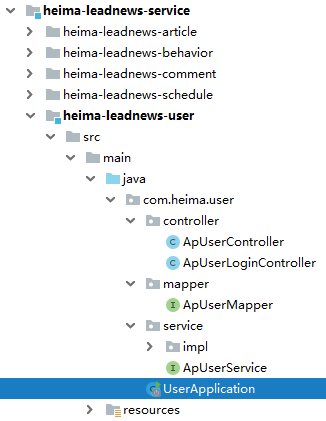 heima-leadnews-service
heima-leadnews-article
heima-leadnews-behavior
heima-leadnews-comment
heima-leadnews-schedule
heima-leadnews-user
src
main
java
com.heima.user
controller
ApUserController
ApUserLoginController
mapper
ApUserMapper
service
impl
ApUserService
UserApplication
resources